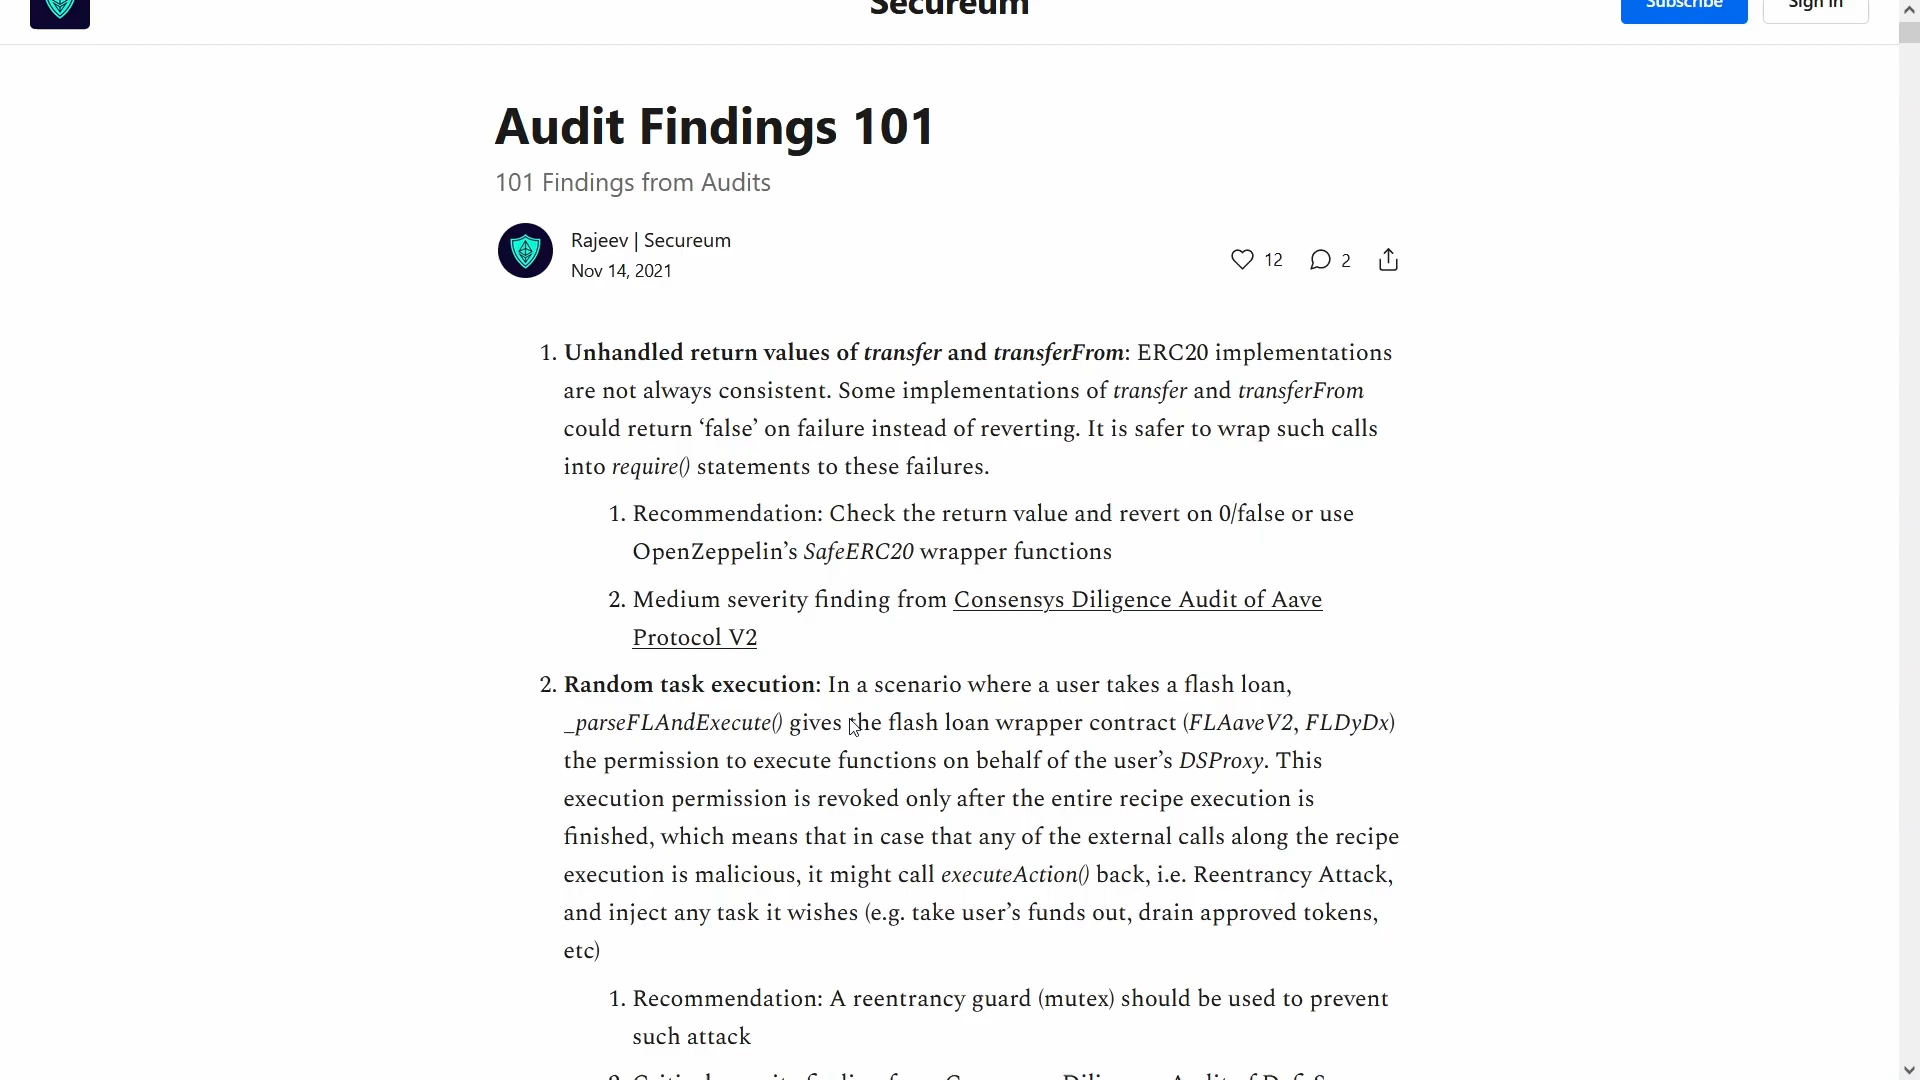 Secureum
Subscribe
Sign in
Audit Findings 101
101 Findings from Audits
Rajeev | Secureum
Nov 14, 2021
12
2
1. Unhandled return values of transfer and transferFrom: ERC20 implementations
are not always consistent. Some implementations of transfer and transferFrom
could return ‘false’ on failure instead of reverting. It is safer to wrap such calls
into require() statements to these failures.
1. Recommendation: Check the return value and revert on 0/false or use
OpenZeppelin’s SafeERC20 wrapper functions
2. Medium severity finding from Consensys Diligence Audit of Aave
Protocol V2
2. Random task execution: In a scenario where a user takes a flash loan,
_parseFLAndExecute() gives the flash loan wrapper contract (FLAaveV2, FLDyDx)
the permission to execute functions on behalf of the user’s DSProxy. This
execution permission is revoked only after the entire recipe execution is
finished, which means that in case that any of the external calls along the recipe
execution is malicious, it might call executeAction() back, i.e. Reentrancy Attack,
and inject any task it wishes (e.g. take user’s funds out, drain approved tokens,
etc)
1. Recommendation: A reentrancy guard (mutex) should be used to prevent
such attack